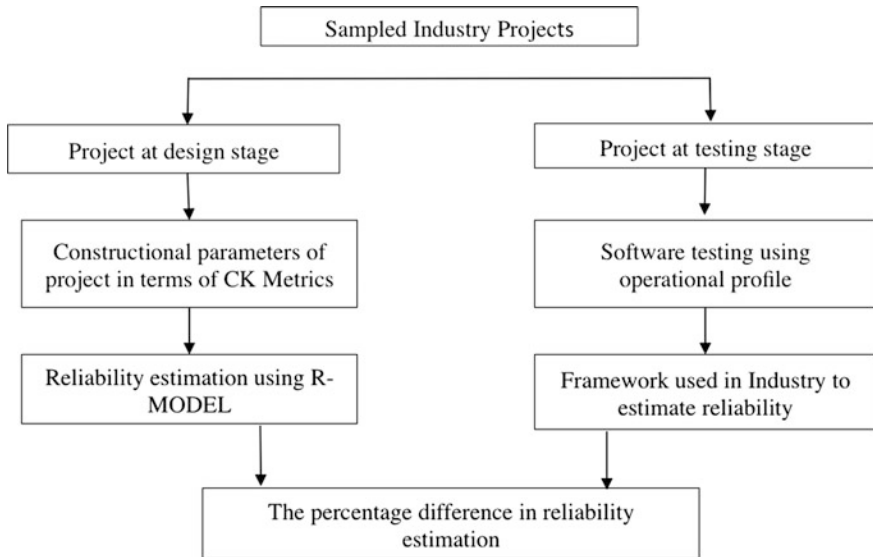 Sampled Industry Projects
Project at design stage
Project at testing stage
Constructional parameters of
project in terms of CK Metrics
Software testing using
operational profile
Reliability estimation using R-
MODEL
Framework used in Industry to
estimate reliability
The percentage difference in reliability
estimation